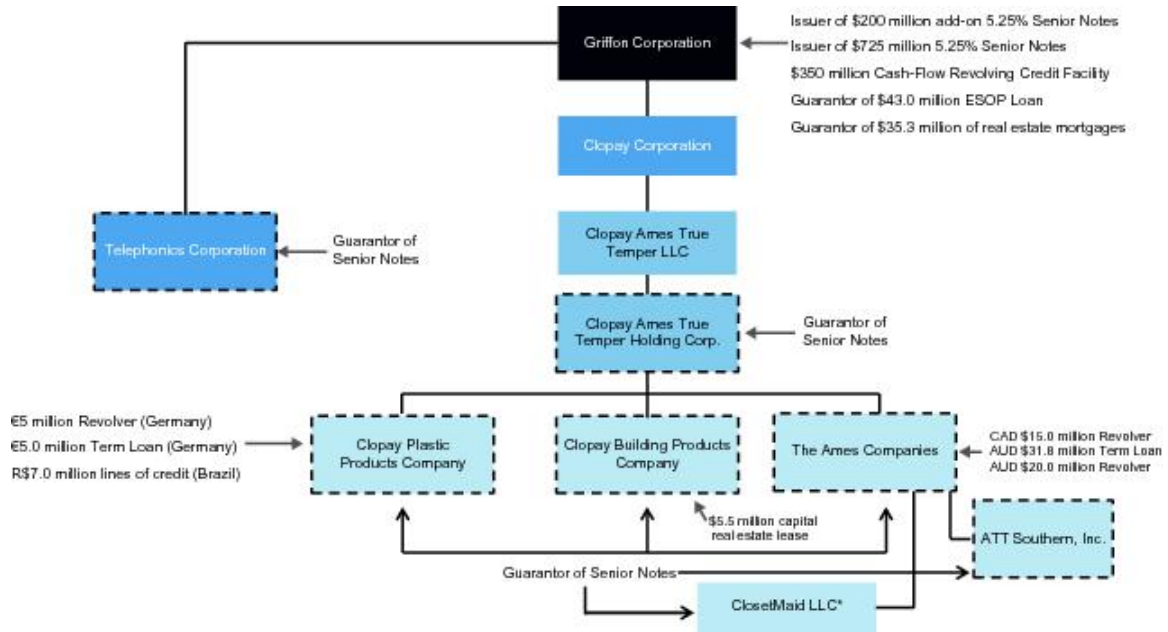 Griffon Corporation
Issuer of $200 million add-on 5.25% Senior Notes
Issuer of $725 million 5.25% Senior Notes
$350 million Cash-Flow Revolving Credit Facility
Guarantor of $43.0 million ESOP Loan
Guarantor of $35.3 million of real estate mortgages
Clopay Corporation
Telephonics Corporation
Guarantor of
Senior Notes
Clopay Ames True
Temper LLC
Clopay Ames True
Temper Holding Corp.
Guarantor of
Senior Notes
€5 million Revolver (Germany)
€5.0 million Term Loan (Germany)
R$7.0 million lines of credit (Brazil)
Clopay Plastic
Products Company
Clopay Building Products
Company
The Ames Companies
CAD $15.0 million Revolver
AUD $31.8 million Term Loan
AUD $20.0 million Revolver
$5.5 million capital
real estate lease
ATT Southern, Inc.
Guarantor of Senior Notes
ClosetMaid LLC*